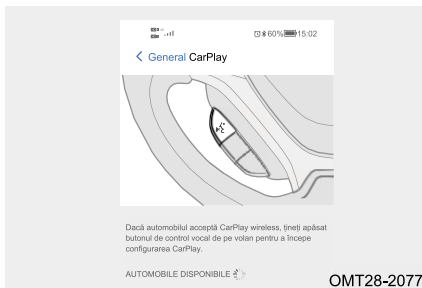 60% 15:02
General CarPlay
Dacă automobilul acceptă CarPlay wireless, țineți apăsat
butonul de control vocal de pe volan pentru a începe
configurarea CarPlay.
AUTOMOBILE DISPONIBILE
OMT28-2077